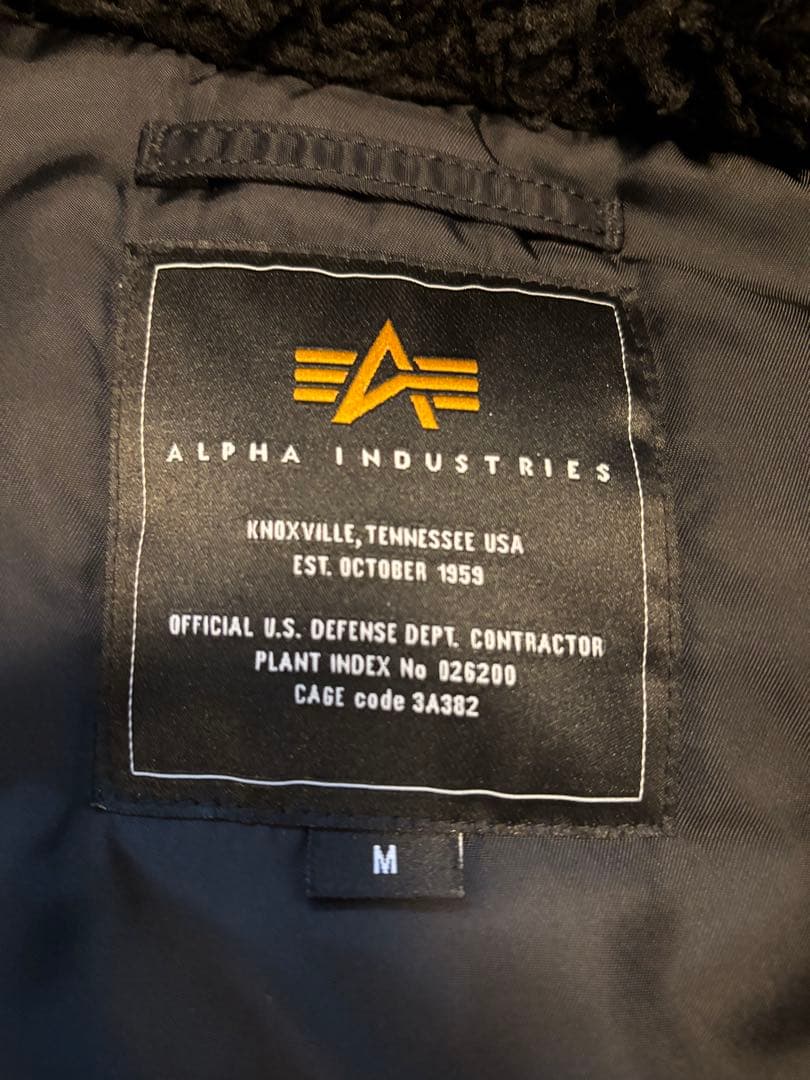 ALPHA INDUSTRIES
KNOXVILLE, TENNESSEE USA
EST. OCTOBER 1959
OFFICIAL U.S. DEFENSE DEPT. CONTRACTOR
PLANT INDEX No 026200
CAGE code 3A382
M